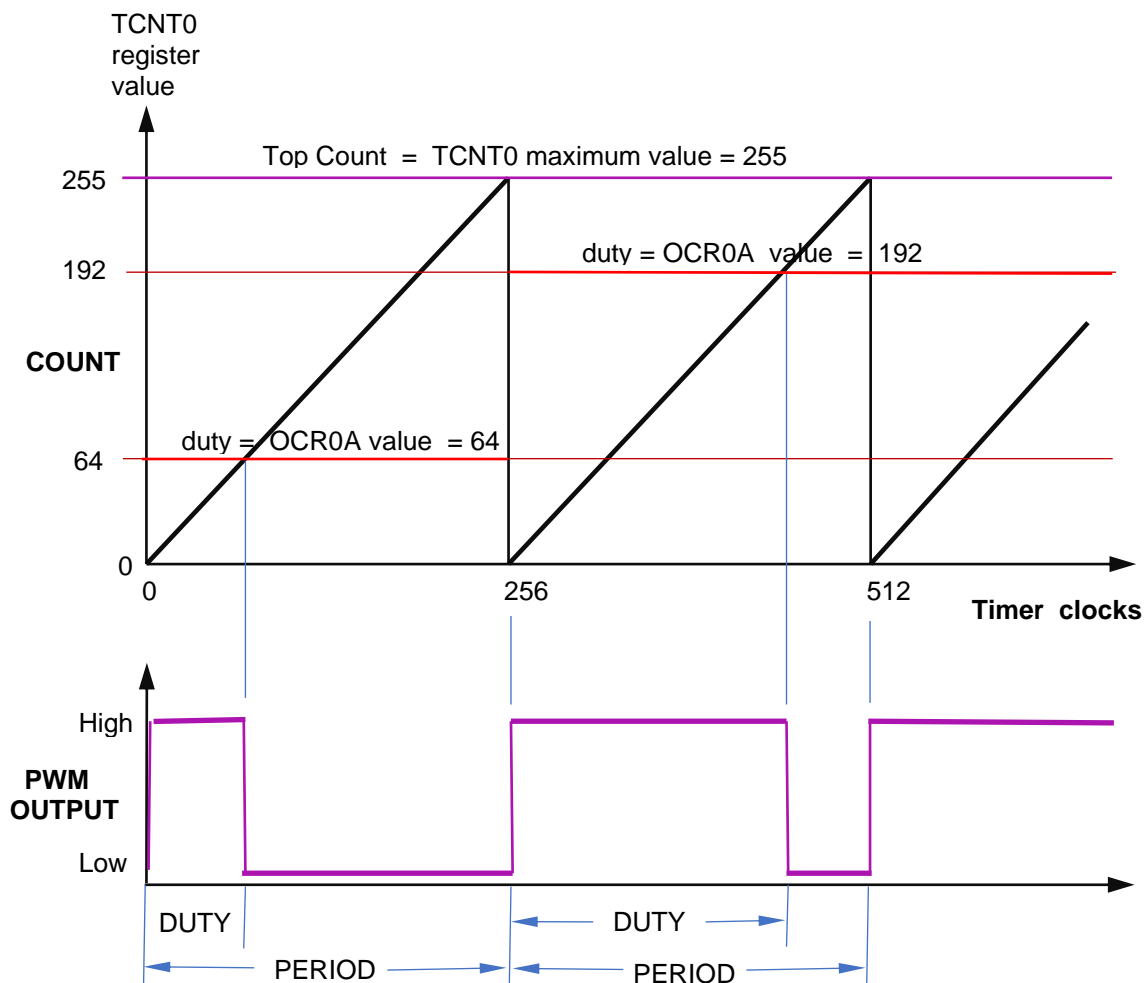 TCNT0
register
value
Top Count = TCNT0 maximum value = 255
255
duty = OCR0A value = 192
192
COUNT
duty = OCR0A value = 64
64
0
0
256
512
Timer clocks
High
PWM
OUTPUT
Low
DUTY
DUTY
PERIOD
PERIOD